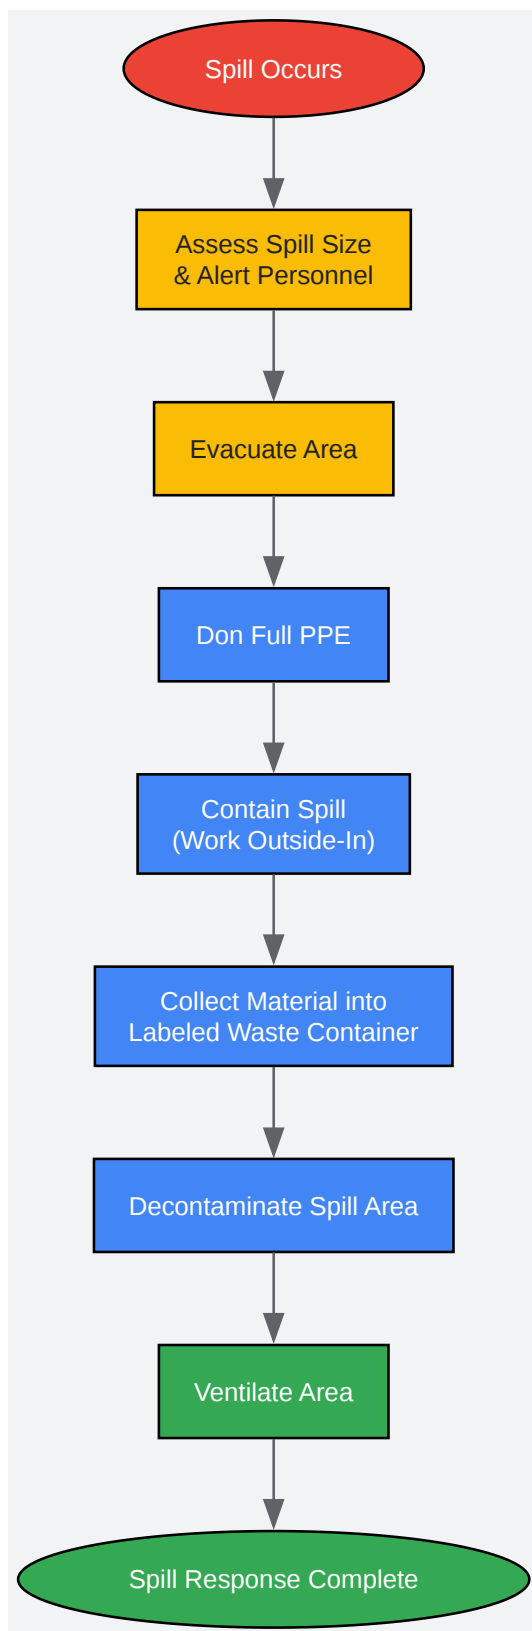 Spill Occurs
Assess Spill Size
& Alert Personnel
Evacuate Area
Don Full PPE
Contain Spill
(Work Outside-In)
Collect Material into
Labeled Waste Container
Decontaminate Spill Area
Ventilate Area
Spill Response Complete